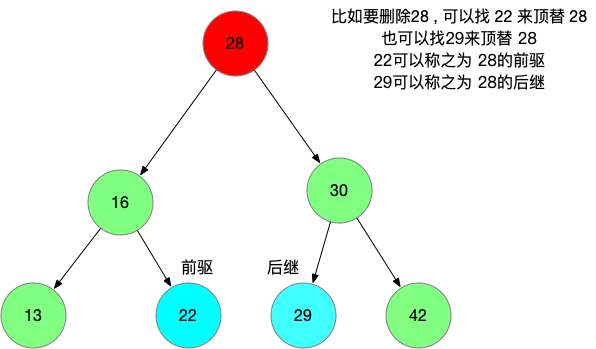 比如要删除28 , 可以找 22 来顶替 28
也可以找29来顶替 28
22可以称之为 28的前驱
29可以称之为 28的后继
28
16
30
前驱
后继
13
22
29
42